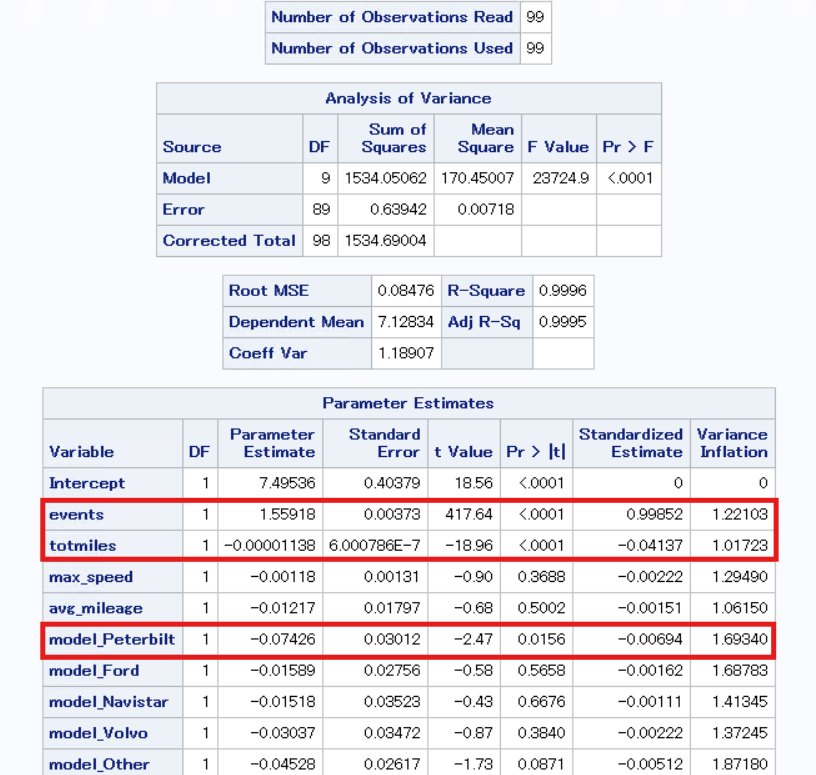 Number of Observations Read 99
Number of Observations Used 99
Analysis of Variance
Source DF Sum of Squares Mean Square F Value Pr > F
Model 9 1534.05062 170.45007 23724.9 <.0001
Error 89 0.63942 0.00718
Corrected Total 98 1534.69004
Root MSE 0.08476 R-Square 0.9996
Dependent Mean 7.12834 Adj R-Sq 0.9995
Coeff Var 1.18907
Parameter Estimates
Variable DF Parameter Estimate Standard Error t Value Pr > |t| Standardized Estimate Variance Inflation
Intercept 1 7.49536 0.40379 18.56 <.0001 0 0
events 1 1.55918 0.00373 417.64 <.0001 0.99852 1.22103
totmiles 1 -0.00001138 6.000786E-7 -18.96 <.0001 -0.04137 1.01723
max_speed 1 -0.00118 0.00131 -0.90 0.3688 -0.00222 1.29490
avg_mileage 1 -0.01217 0.01797 -0.68 0.5002 -0.00151 1.06150
model_Peterbilt 1 -0.07426 0.03012 -2.47 0.0156 -0.00694 1.69340
model_Ford 1 -0.01589 0.02756 -0.58 0.5658 -0.00162 1.68783
model_Navistar 1 -0.01518 0.03523 -0.43 0.6676 -0.00111 1.41345
model_Volvo 1 -0.03037 0.03472 -0.87 0.3840 -0.00222 1.37245
model_Other 1 -0.04528 0.02617 -1.73 0.0871 -0.00512 1.87180